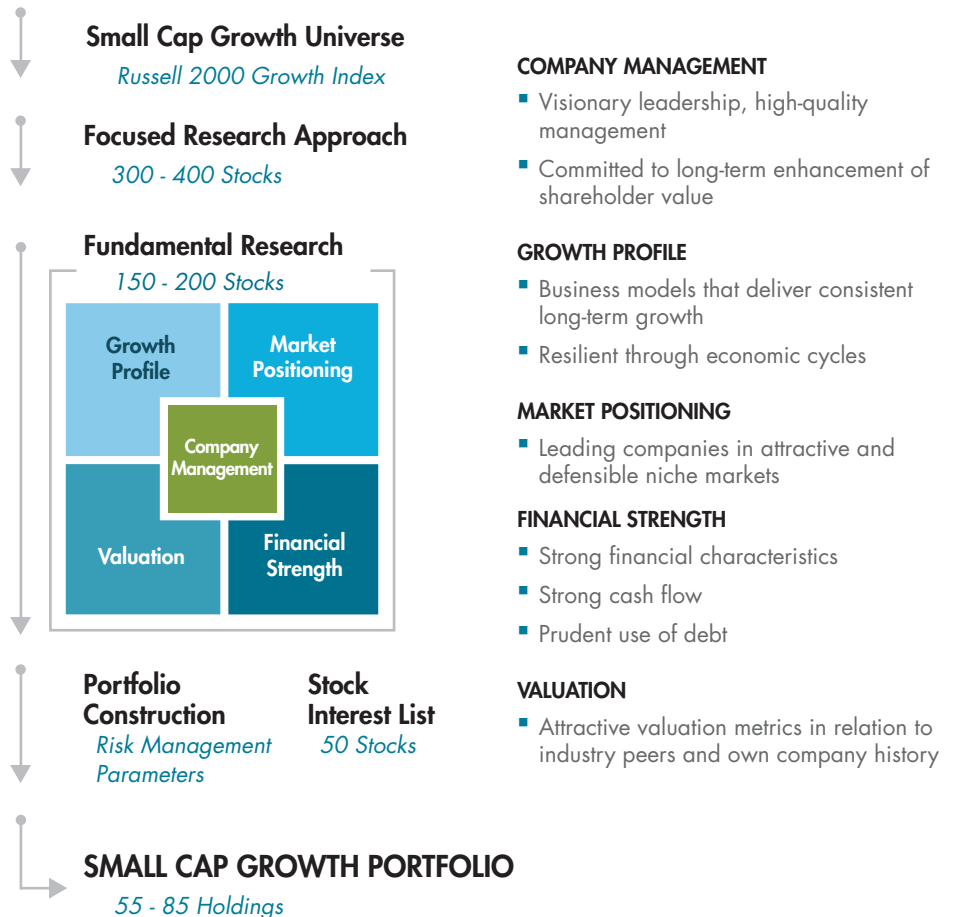 Small Cap Growth Universe
Russell 2000 Growth Index
Focused Research Approach
300 - 400 Stocks
Fundamental Research
150 - 200 Stocks
Growth
Profile
Market
Positioning
Company
Management
Valuation
Financial
Strength
Portfolio
Construction
Risk Management
Parameters
Stock
Interest List
50 Stocks
SMALL CAP GROWTH PORTFOLIO
55 - 85 Holdings
COMPANY MANAGEMENT
▪ Visionary leadership, high-quality
management
▪ Committed to long-term enhancement of
shareholder value
GROWTH PROFILE
▪ Business models that deliver consistent
long-term growth
▪ Resilient through economic cycles
MARKET POSITIONING
▪ Leading companies in attractive and
defensible niche markets
FINANCIAL STRENGTH
▪ Strong financial characteristics
▪ Strong cash flow
▪ Prudent use of debt
VALUATION
▪ Attractive valuation metrics in relation to
industry peers and own company history